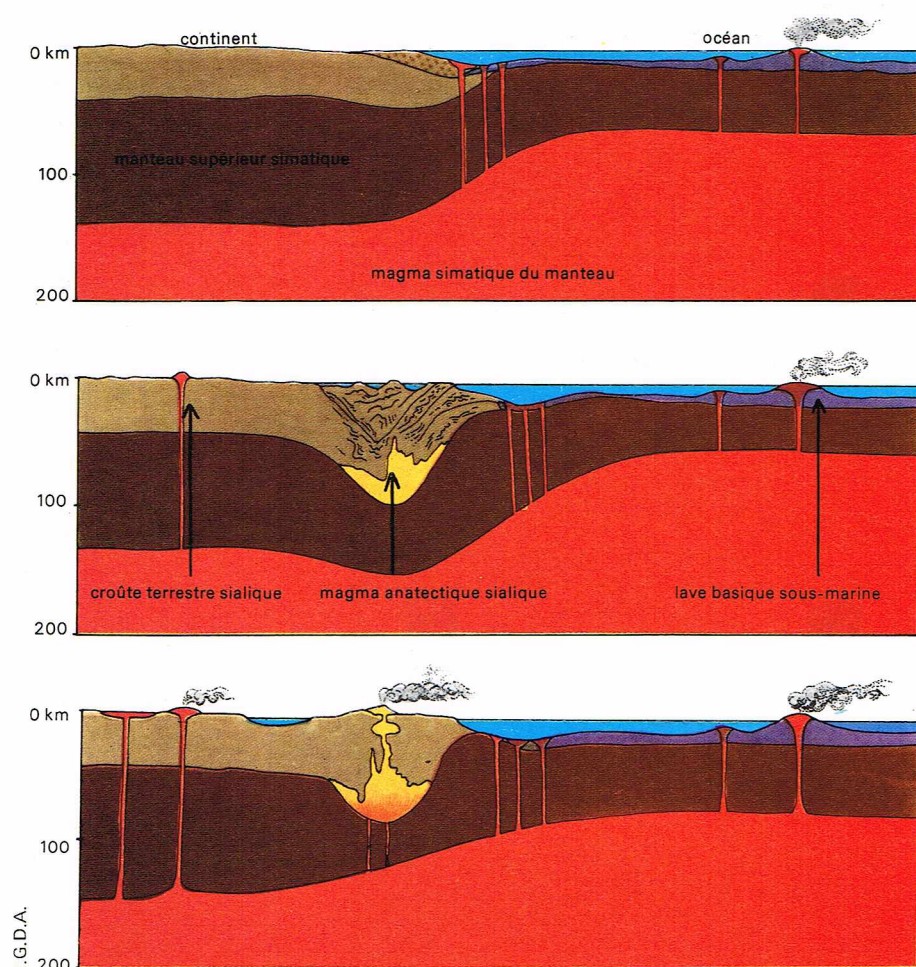 continent
océan
0 km
manteau supérieur simatique
100
magma simatique du manteau
200
0 km
100
croûte terrestre sialique
magma anatectique sialique
lave basique sous-marine
200
0 km
100
200
.G.D.A.